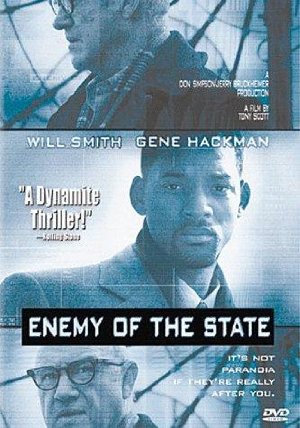 A
DON SIMPSON/JERRY BRUCKHEIMER
PRODUCTION
A FILM BY
TONY SCOTT
WILL SMITH GENE HACKMAN
"A Dynamite
Thriller!"
—Rolling Stone
ENEMY OF THE STATE
IT'S NOT
PARANOIA
IF THEY'RE REALLY
AFTER YOU.
DVD
VIDEO